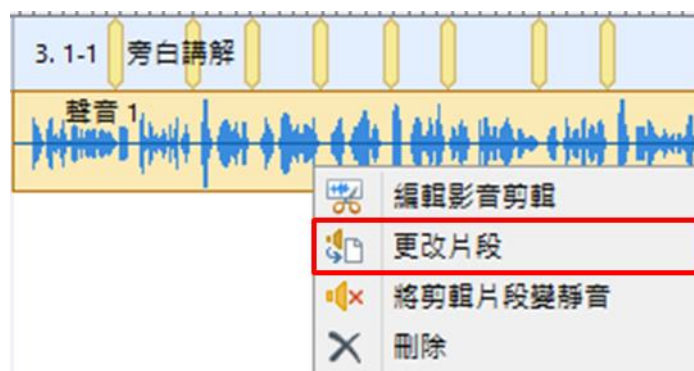 3. 1-1 旁白講解
聲音 1
編輯影音剪輯
更改片段
將剪輯片段變靜音
刪除